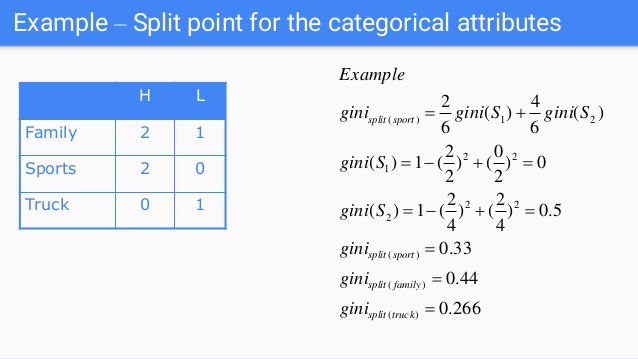 Example – Split point for the categorical attributes
H L
Family 2 1
Sports 2 0
Truck 0 1
Example
gini_{split(sport)} = \frac{2}{6} gini(S_1) + \frac{4}{6} gini(S_2)
gini(S_1) = 1 - (\frac{2}{2})^2 + (\frac{0}{2})^2 = 0
gini(S_2) = 1 - (\frac{2}{4})^2 + (\frac{2}{4})^2 = 0.5
gini_{split(sport)} = 0.33
gini_{split(family)} = 0.44
gini_{split(truck)} = 0.266